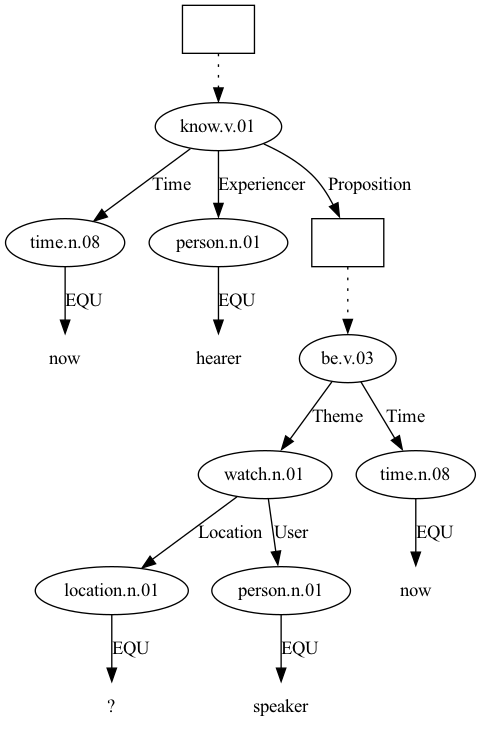 know.v.01
Time
Experiencer
Proposition
time.n.08
person.n.01
EQU
EQU
now
hearer
be.v.03
Theme
Time
watch.n.01
time.n.08
Location
User
EQU
location.n.01
person.n.01
now
EQU
EQU
?
speaker